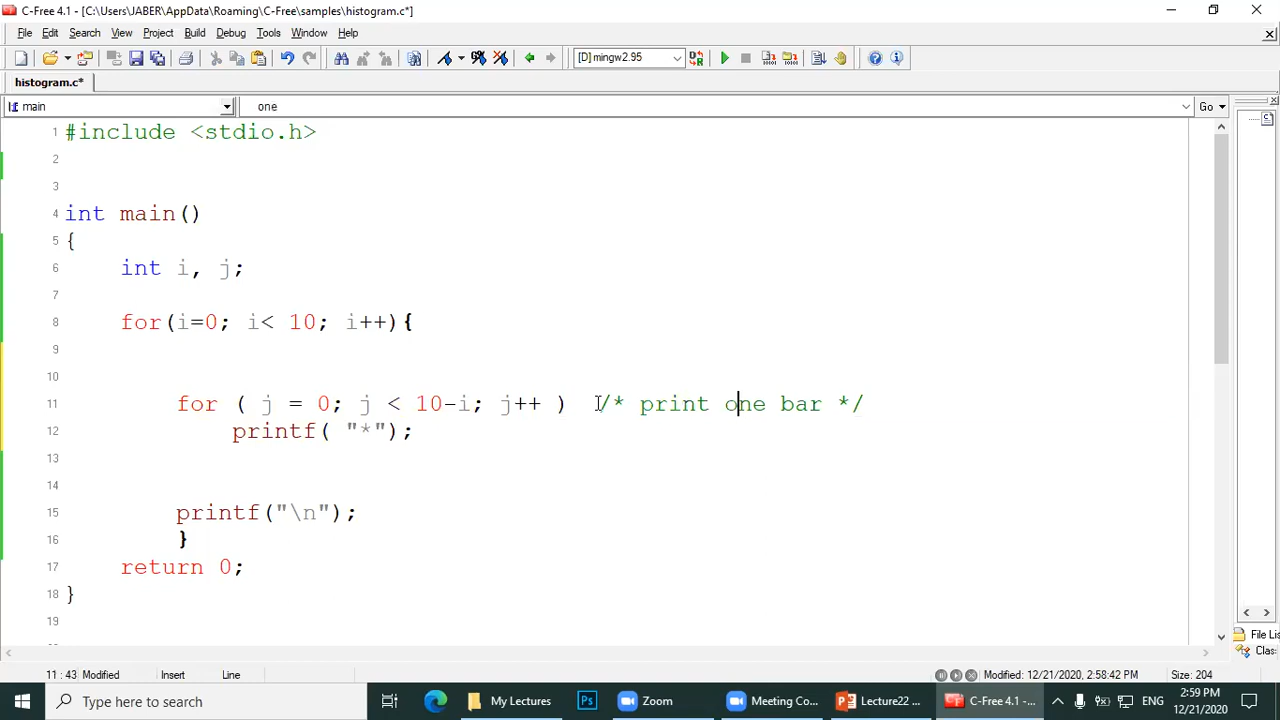 C-Free 4.1 - [C:\Users\JABER\AppData\Roaming\C-Free\samples\histogram.c*]
File Edit Search View Project Build Debug Tools Window Help
[D] mingw2.95
histogram.c*
main one Go
1 #include <stdio.h>
2
3
4 int main()
5 {
6 int i, j;
7
8 for(i=0; i< 10; i++){
9
10
11 for ( j = 0; j < 10-i; j++ ) /* print one bar */
12 printf( "*");
13
14
15 printf("\n");
16 }
17 return 0;
18 }
19
File Lis
Clas
11 : 43 Modified Insert Line Modified: 12/21/2020, 2:58:42 PM Size: 204
Type here to search My Lectures Ps Zoom Meeting Co... Lecture22 ... C-Free 4.1 -... ENG 2:59 PM
12/21/2020